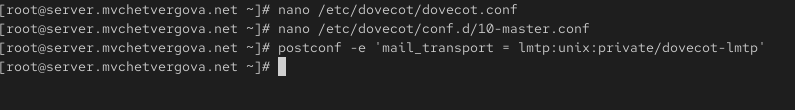 [root@server.mvchetvergova.net ~]# nano /etc/dovecot/dovecot.conf
[root@server.mvchetvergova.net ~]# nano /etc/dovecot/conf.d/10-master.conf
[root@server.mvchetvergova.net ~]# postconf -e 'mail_transport = lmtp:unix:private/dovecot-lmtp'
[root@server.mvchetvergova.net ~]#